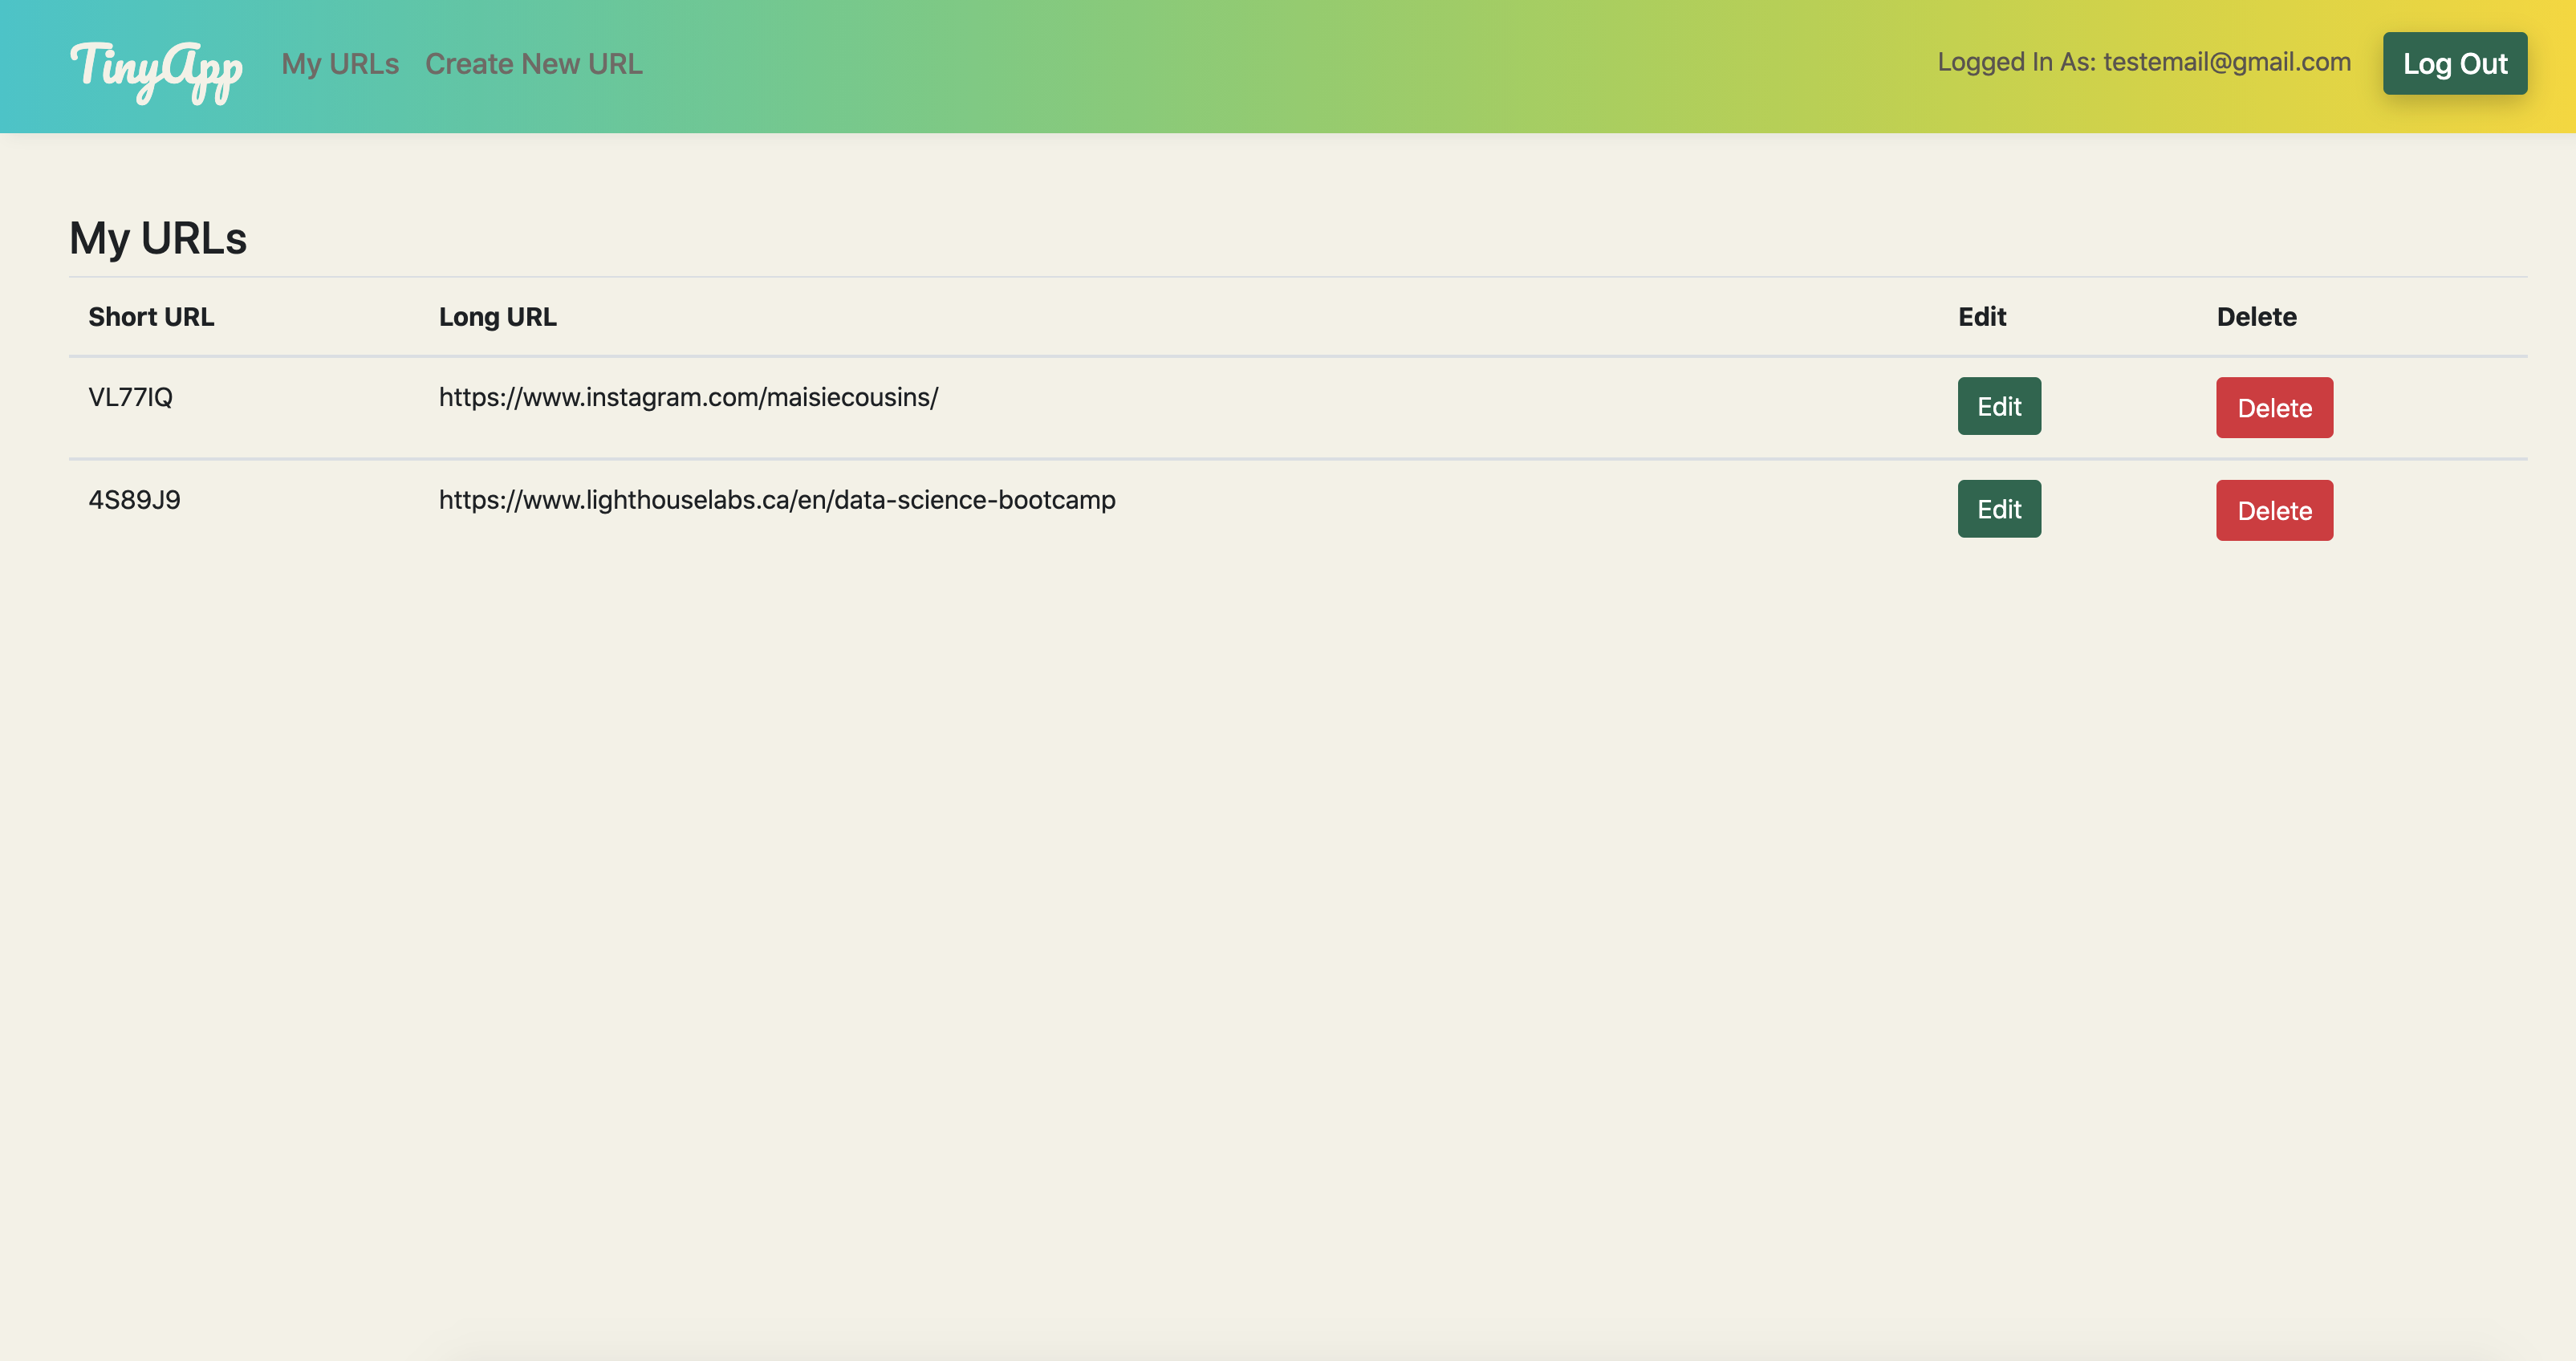 TinyApp My URLs Create New URL Logged In As: testemail@gmail.com Log Out
My URLs
Short URL Long URL Edit Delete
VL77IQ https://www.instagram.com/maisiecousins/ Edit Delete
4S89J9 https://www.lighthouselabs.ca/en/data-science-bootcamp Edit Delete